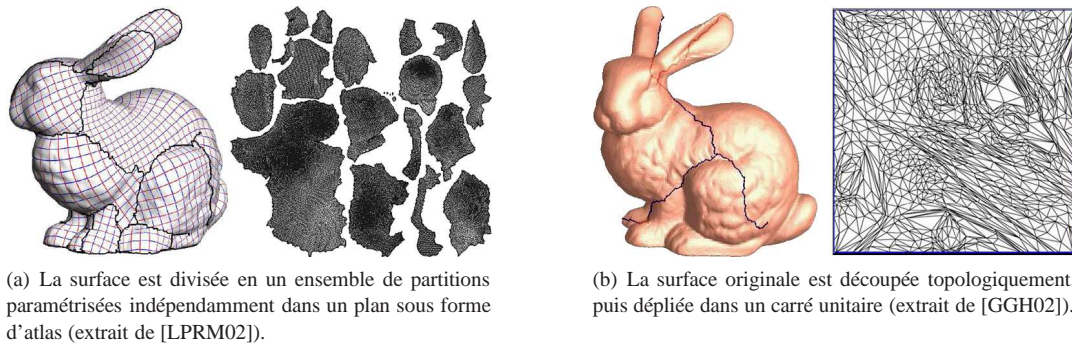 (a) La surface est divisée en un ensemble de partitions
paramétrisées indépendamment dans un plan sous forme
d'atlas (extrait de [LPRM02]).
(b) La surface originale est découpée topologiquement,
puis dépliée dans un carré unitaire (extrait de [GGH02]).